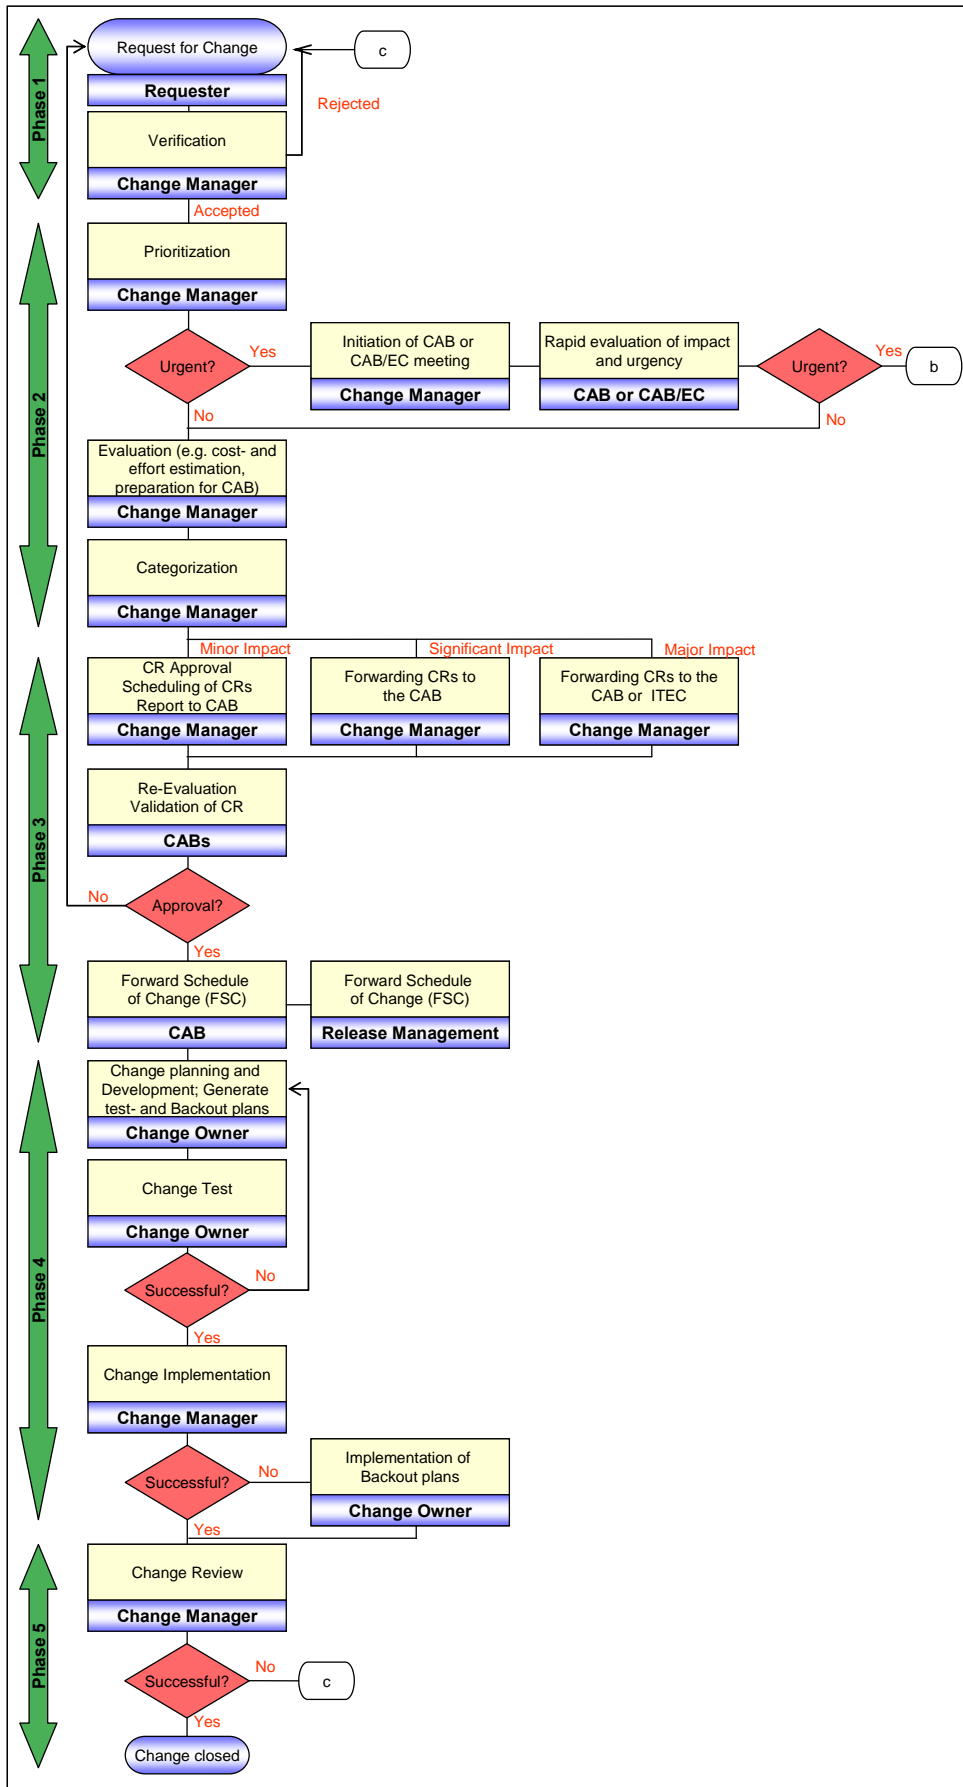 Phase 1
Request for Change
c
Requester
Rejected
Verification
Change Manager
Accepted
Phase 2
Prioritization
Change Manager
Urgent?
Yes
Initiation of CAB or
CAB/EC meeting
Change Manager
Rapid evaluation of impact
and urgency
CAB or CAB/EC
Urgent?
Yes
b
No
No
Evaluation (e.g. cost- and
effort estimation,
preparation for CAB)
Change Manager
Categorization
Change Manager
Phase 3
Minor Impact
Significant Impact
Major Impact
CR Approval
Scheduling of CRs
Report to CAB
Change Manager
Forwarding CRs to
the CAB
Change Manager
Forwarding CRs to the
CAB or ITEC
Change Manager
Re-Evaluation
Validation of CR
CABs
No
Approval?
Yes
Forward Schedule
of Change (FSC)
CAB
Forward Schedule
of Change (FSC)
Release Management
Phase 4
Change planning and
Development; Generate
test- and Backout plans
Change Owner
Change Test
Change Owner
Successful?
No
Yes
Change Implementation
Change Manager
Successful?
No
Implementation of
Backout plans
Change Owner
Yes
Phase 5
Change Review
Change Manager
Successful?
No
c
Yes
Change closed